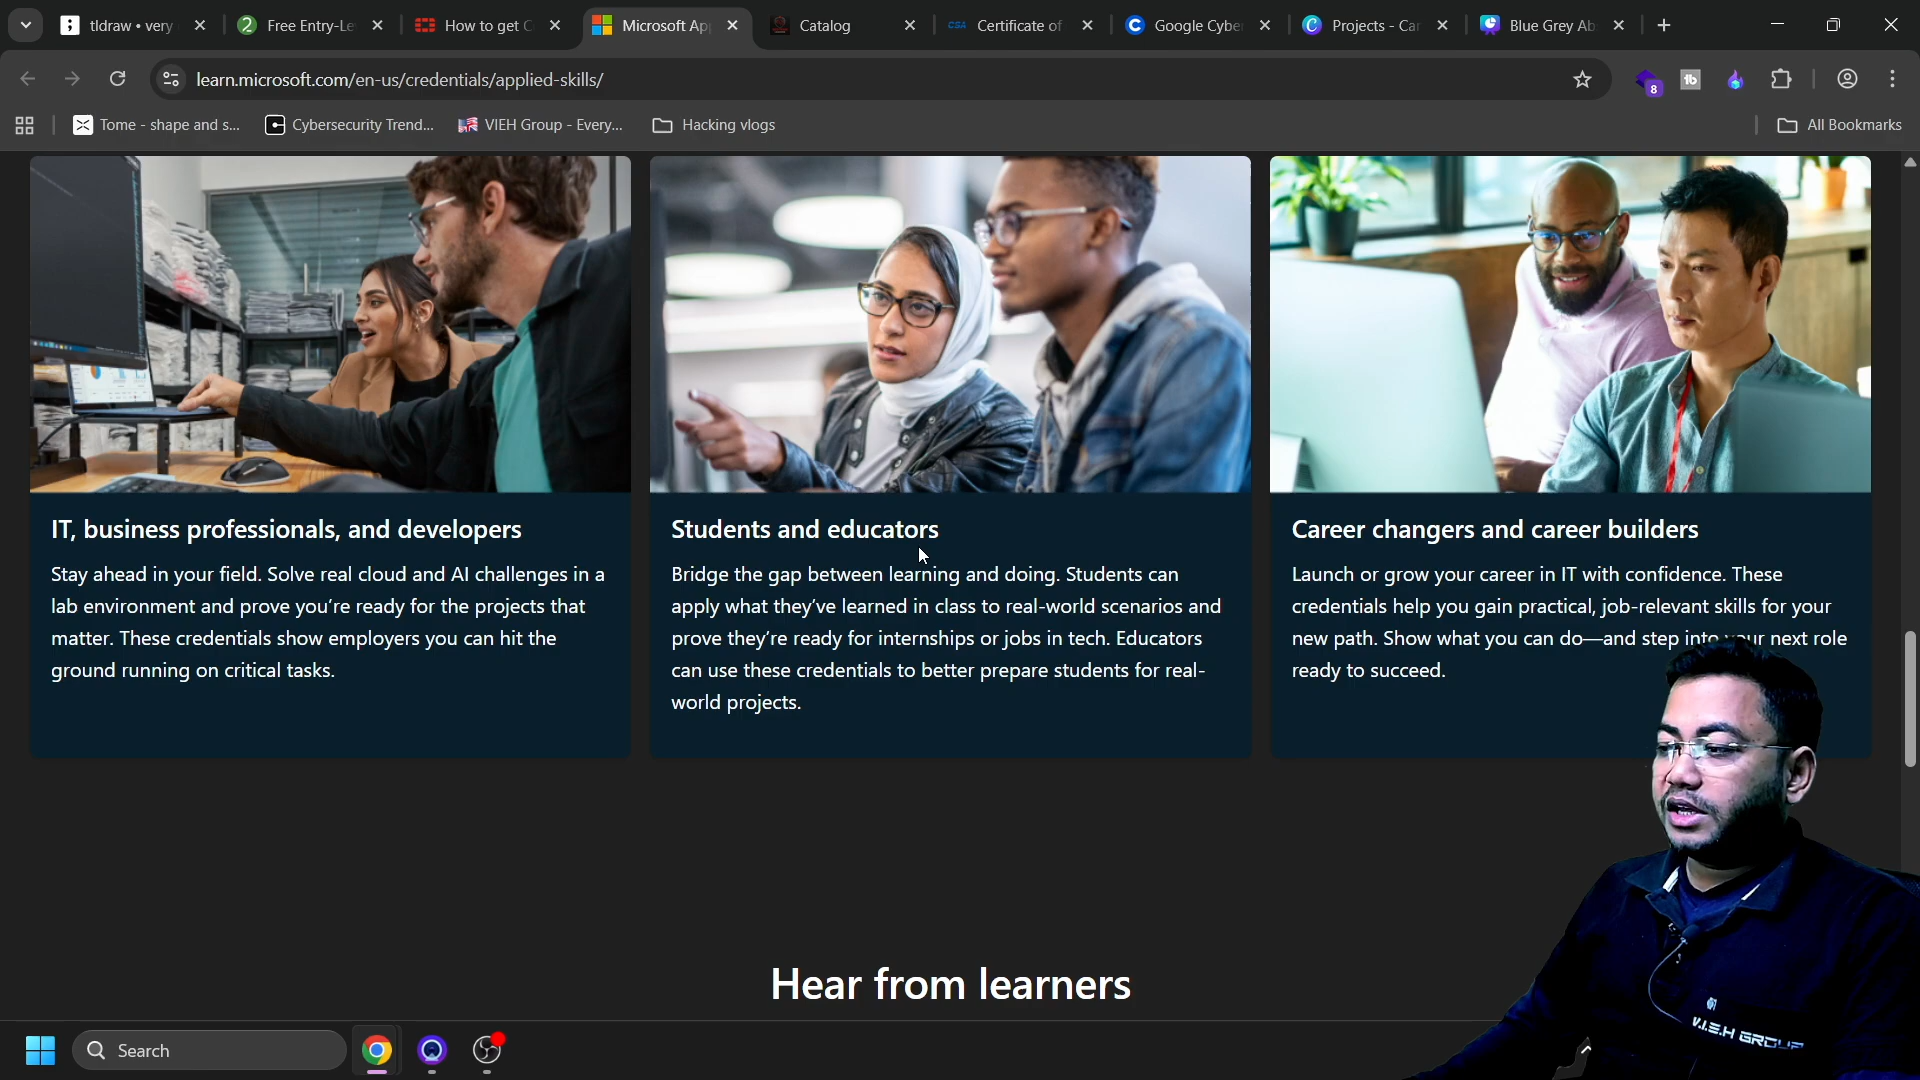 tldraw • very
Free Entry-Le
How to get C
Microsoft Ap
Catalog
CSA
Certificate of
Google Cyber
Projects - Ca
Blue Grey Ab
learn.microsoft.com/en-us/credentials/applied-skills/
8
tb
Tome - shape and s...
Cybersecurity Trend...
VIEH Group - Every...
Hacking vlogs
All Bookmarks
IT, business professionals, and developers
Stay ahead in your field. Solve real cloud and AI challenges in a
lab environment and prove you're ready for the projects that
matter. These credentials show employers you can hit the
ground running on critical tasks.
Students and educators
Bridge the gap between learning and doing. Students can
apply what they've learned in class to real-world scenarios and
prove they're ready for internships or jobs in tech. Educators
can use these credentials to better prepare students for real-
world projects.
Career changers and career builders
Launch or grow your career in IT with confidence. These
credentials help you gain practical, job-relevant skills for your
new path. Show what you can do—and step into your next role
ready to succeed.
Hear from learners
V.I.E.H GROUP
Search